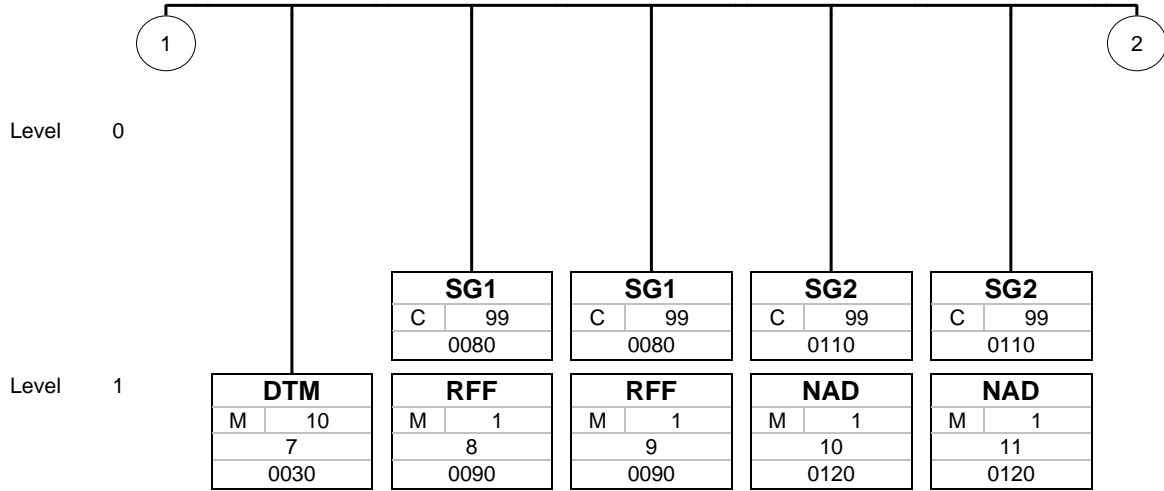 1 2
Level 0
SG1 SG1 SG2 SG2
C 99 C 99 C 99 C 99
0080 0080 0110 0110
Level 1
DTM RFF RFF NAD NAD
M 10 M 1 M 1 M 1 M 1
7 8 9 10 11
0030 0090 0090 0120 0120